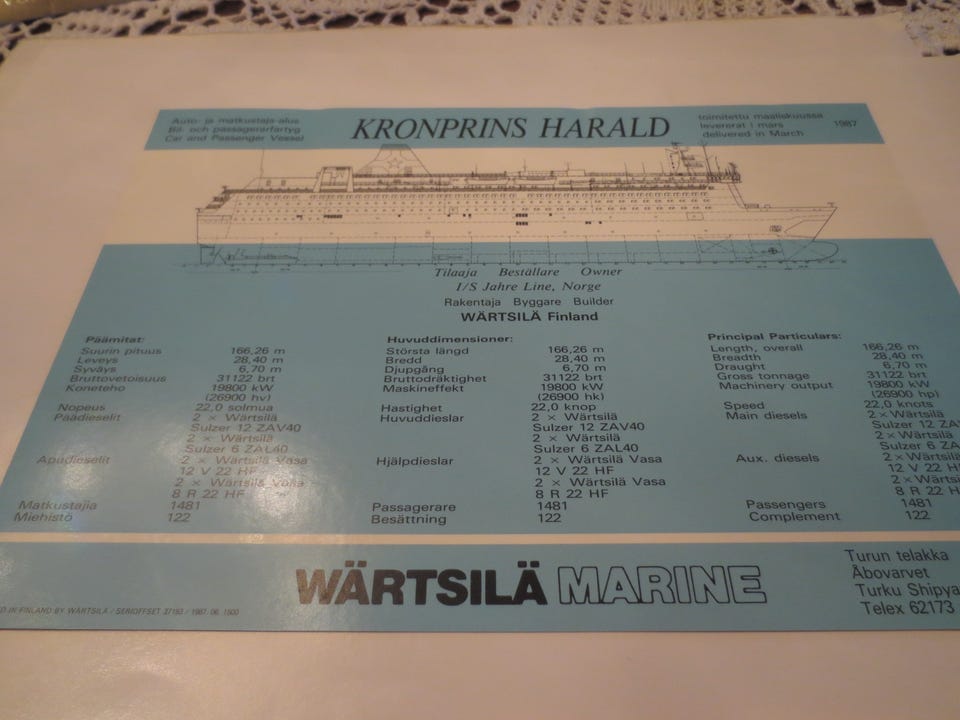 Auto- ja matkustaja-alus
Bil- och passagerarfartyg
Car and Passenger Vessel
KRONPRINS HARALD
toimitettu maaliskuussa
levererat i mars
delivered in March
1987
Tilaaja Beställare Owner
I/S Jahre Line, Norge
Rakentaja Byggare Builder
WÄRTSILÄ Finland
Päämitat:
Suurin pituus 166,26 m
Leveys 28,40 m
Syväys 6,70 m
Bruttovetoisuus 31122 brt
Koneteho 19800 kW
(26900 hv)
Nopeus 22,0 solmua
Päädieselit 2 × Wärtsilä
Sulzer 12 ZAV40
2 × Wärtsilä
Sulzer 6 ZAL40
Apudieselit 2 × Wärtsilä Vasa
12 V 22 HF
2 × Wärtsilä Vasa
8 R 22 HF
Matkustajia 1481
Miehistö 122
Huvuddimensioner:
Största längd 166,26 m
Bredd 28,40 m
Djupgång 6,70 m
Bruttodräktighet 31122 brt
Maskineffekt 19800 kW
(26900 hk)
Hastighet 22,0 knop
Huvuddieslar 2 × Wärtsilä
Sulzer 12 ZAV40
2 × Wärtsilä
Sulzer 6 ZAL40
Hjälpdieslar 2 × Wärtsilä Vasa
12 V 22 HF
2 × Wärtsilä Vasa
8 R 22 HF
Passagerare 1481
Besättning 122
Principal Particulars:
Length, overall 166,26 m
Breadth 28,40 m
Draught 6,70 m
Gross tonnage 31122 brt
Machinery output 19800 kW
(26900 hp)
Speed 22,0 knots
Main diesels 2 × Wärtsilä
Sulzer 12 ZAV
2 × Wärtsilä
Sulzer 6 ZAL
Aux. diesels 2 × Wärtsilä
12 V 22 HF
2 × Wärtsi
8 R 22 H
Passengers 1481
Complement 122
WÄRTSILÄ MARINE
Turun telakka
Åbovarvet
Turku Shipya
Telex 62173
D IN FINLAND BY WÄRTSILÄ / SERIOFFSET 37193 / 1987. 06. 1500